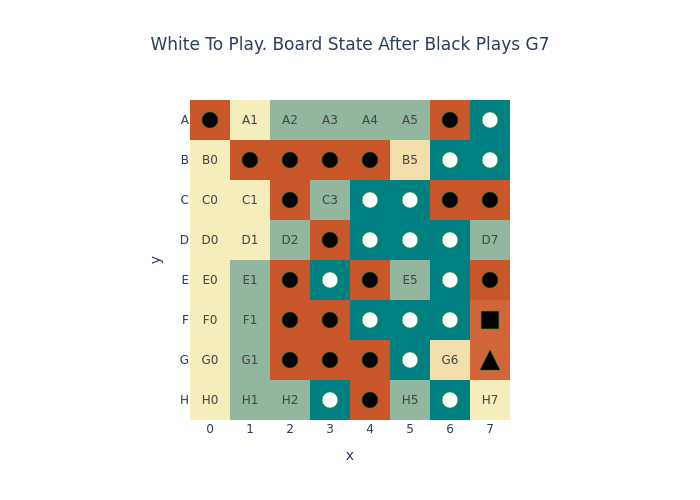 White To Play. Board State After Black Plays G7
A A1 A2 A3 A4 A5
B B0 B5
C C0 C1 C3
D D0 D1 D2 D7
E E0 E1 E5
F F0 F1
G G0 G1 G6
H H0 H1 H2 H5 H7
0 1 2 3 4 5 6 7
x
y